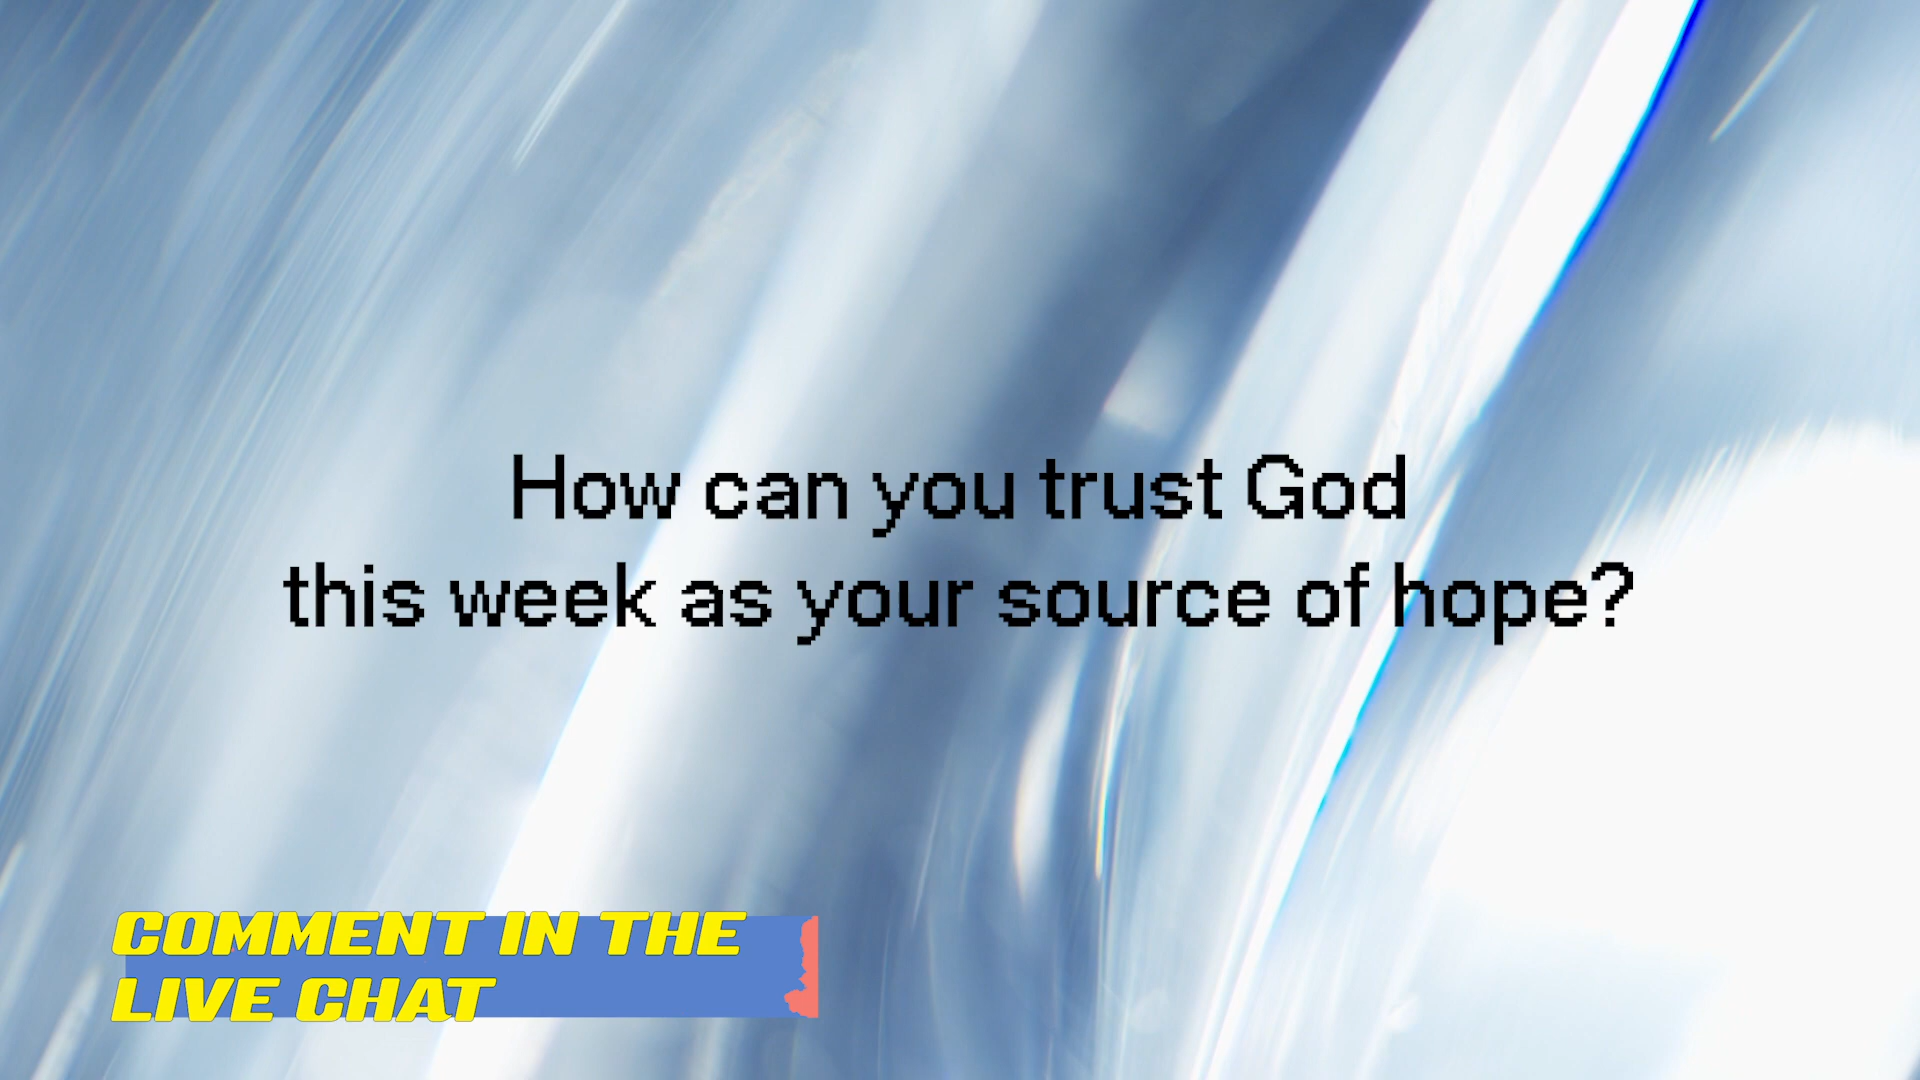 How can you trust God
this week as your source of hope?
COMMENT IN THE
LIVE CHAT